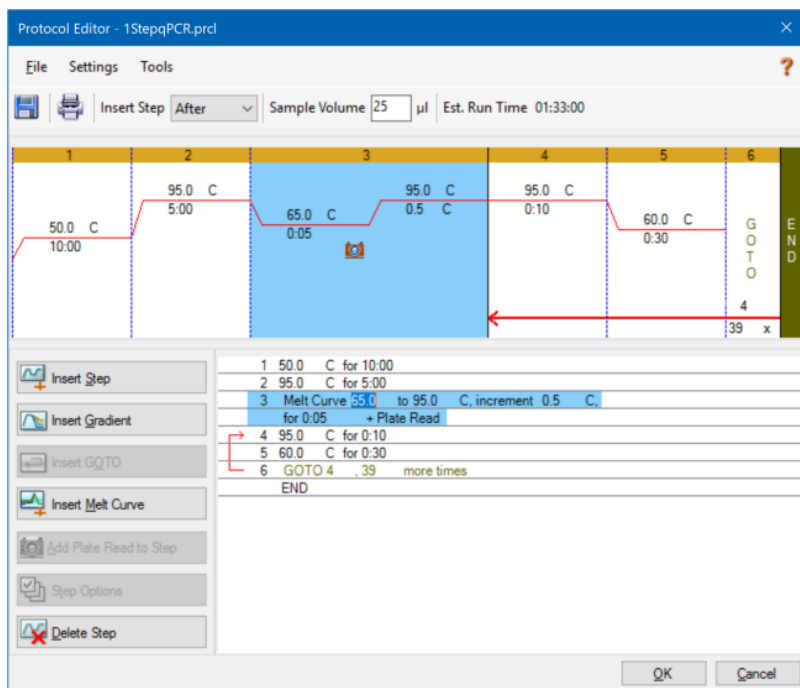 Protocol Editor - 1StepqPCR.prcl
File Settings Tools ?
Insert Step After Sample Volume 25 µl Est. Run Time 01:33:00
1 2 3 4 5 6
50.0 C
10:00
95.0 C
5:00
65.0 C
0:05
95.0 C
0.5 C
95.0 C
0:10
60.0 C
0:30
GOTO
4
39 x
END
Insert Step
Insert Gradient
Insert GOTO
Insert Melt Curve
Add Plate Read to Step
Step Options
Delete Step
1 50.0 C for 10:00
2 95.0 C for 5:00
3 Melt Curve 65.0 to 95.0 C, increment 0.5 C,
for 0:05 + Plate Read
4 95.0 C for 0:10
5 60.0 C for 0:30
6 GOTO 4 , 39 more times
END
OK Cancel